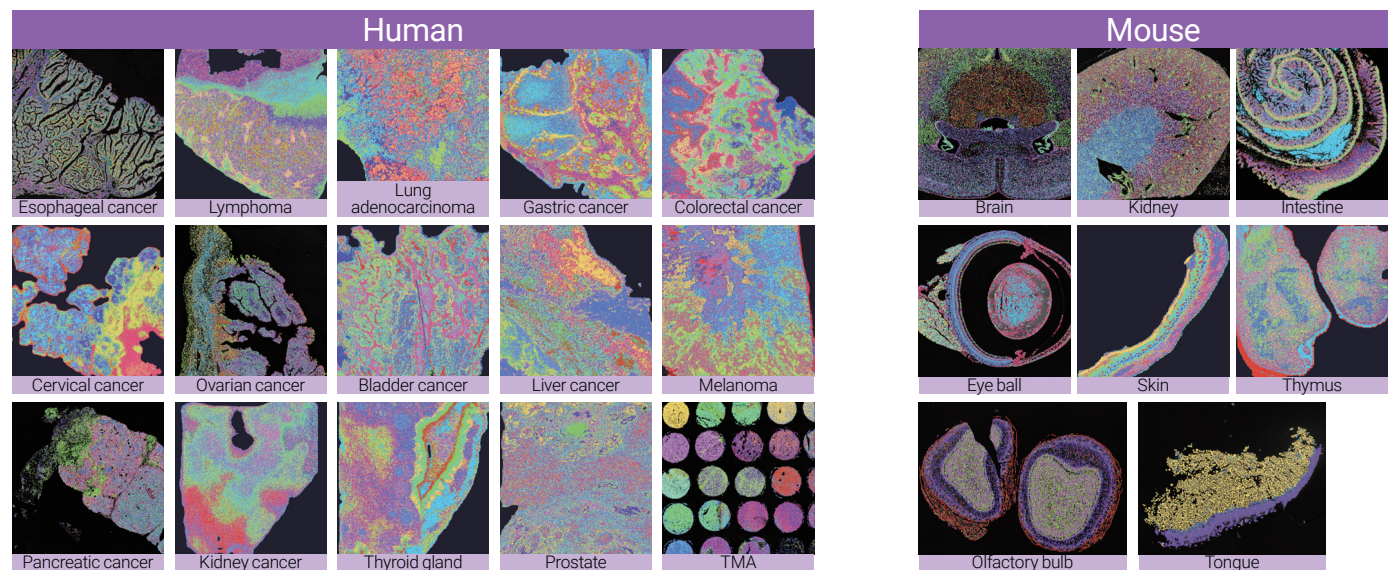 Human
Esophageal cancer
Lymphoma
Lung
adenocarcinoma
Gastric cancer
Colorectal cancer
Cervical cancer
Ovarian cancer
Bladder cancer
Liver cancer
Melanoma
Pancreatic cancer
Kidney cancer
Thyroid gland
Prostate
TMA
Mouse
Brain
Kidney
Intestine
Eye ball
Skin
Thymus
Olfactory bulb
Tongue